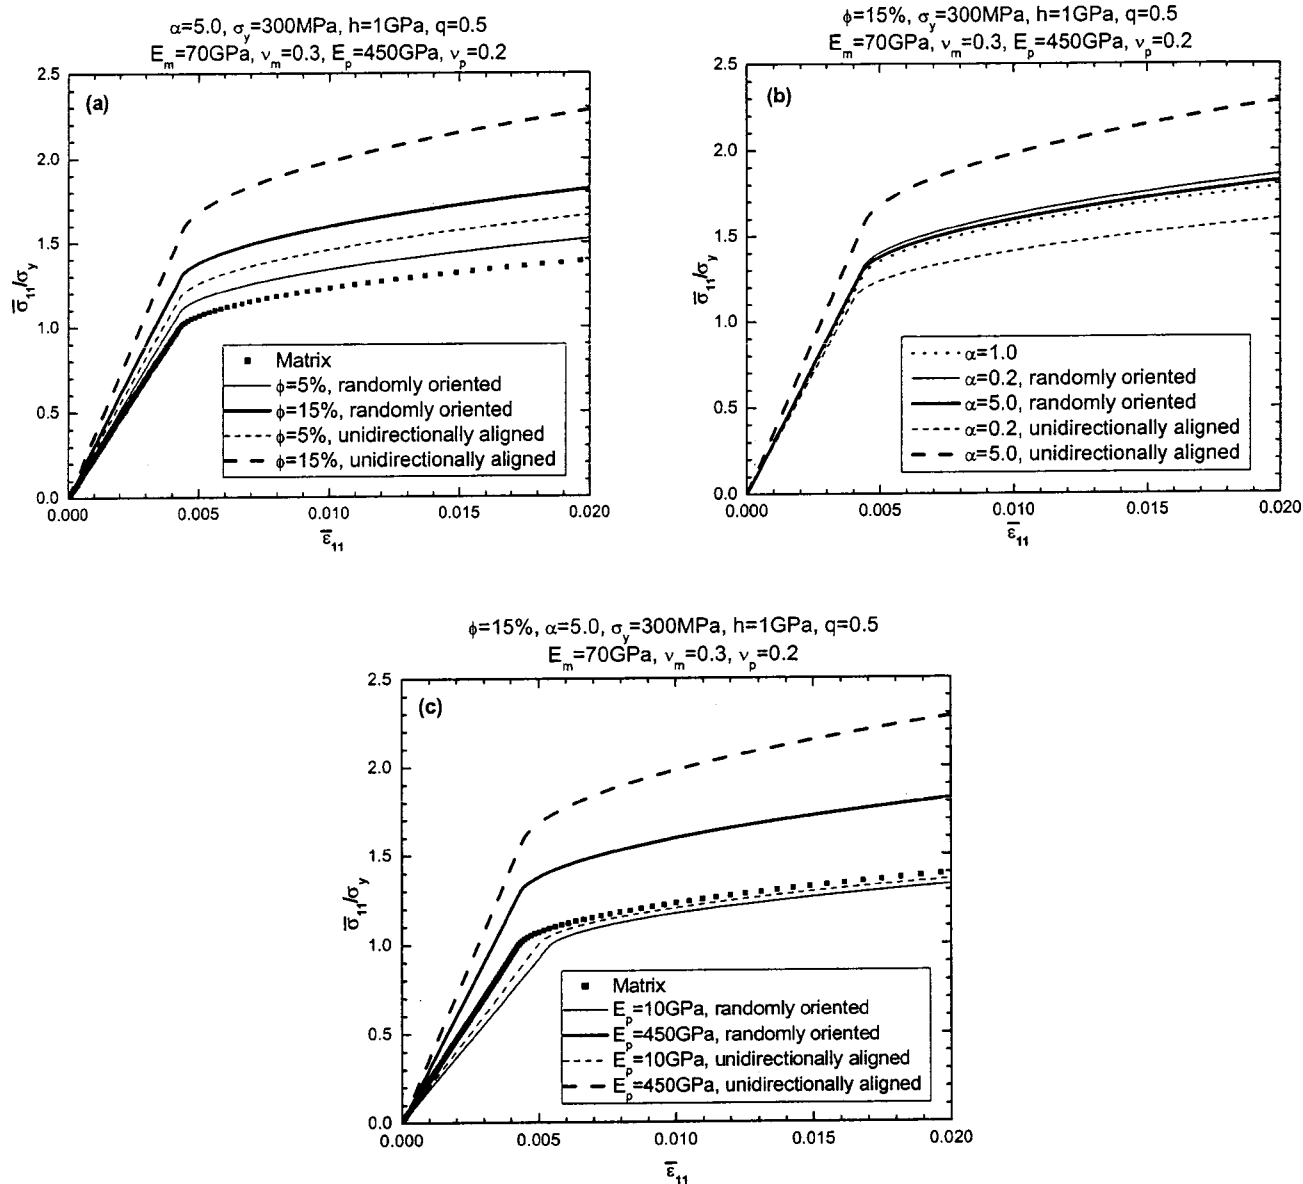 α=5.0, σy=300MPa, h=1GPa, q=0.5
Em=70GPa, νm=0.3, Ep=450GPa, νp=0.2
(a)
2.5
2.0
1.5
1.0
0.5
0.0
σ̅11/σy
0.000 0.005 0.010 0.015 0.020
ε̅11
Matrix
ϕ=5%, randomly oriented
ϕ=15%, randomly oriented
ϕ=5%, unidirectionally aligned
ϕ=15%, unidirectionally aligned
ϕ=15%, σy=300MPa, h=1GPa, q=0.5
Em=70GPa, νm=0.3, Ep=450GPa, νp=0.2
(b)
2.5
2.0
1.5
1.0
0.5
0.0
σ̅11/σy
0.000 0.005 0.010 0.015 0.020
ε̅11
α=1.0
α=0.2, randomly oriented
α=5.0, randomly oriented
α=0.2, unidirectionally aligned
α=5.0, unidirectionally aligned
ϕ=15%, α=5.0, σy=300MPa, h=1GPa, q=0.5
Em=70GPa, νm=0.3, νp=0.2
(c)
2.5
2.0
1.5
1.0
0.5
0.0
σ̅11/σy
0.000 0.005 0.010 0.015 0.020
ε̅11
Matrix
Ep=10GPa, randomly oriented
Ep=450GPa, randomly oriented
Ep=10GPa, unidirectionally aligned
Ep=450GPa, unidirectionally aligned